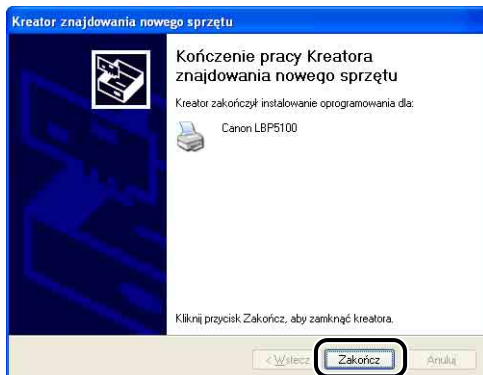 Kreator znajdowania nowego sprzętu
Kończenie pracy Kreatora
znajdowania nowego sprzętu
Kreator zakończył instalowanie oprogramowania dla:
Canon LBP5100
Kliknij przycisk Zakończ, aby zamknąć kreatora.
< Wstecz Zakończ Anuluj